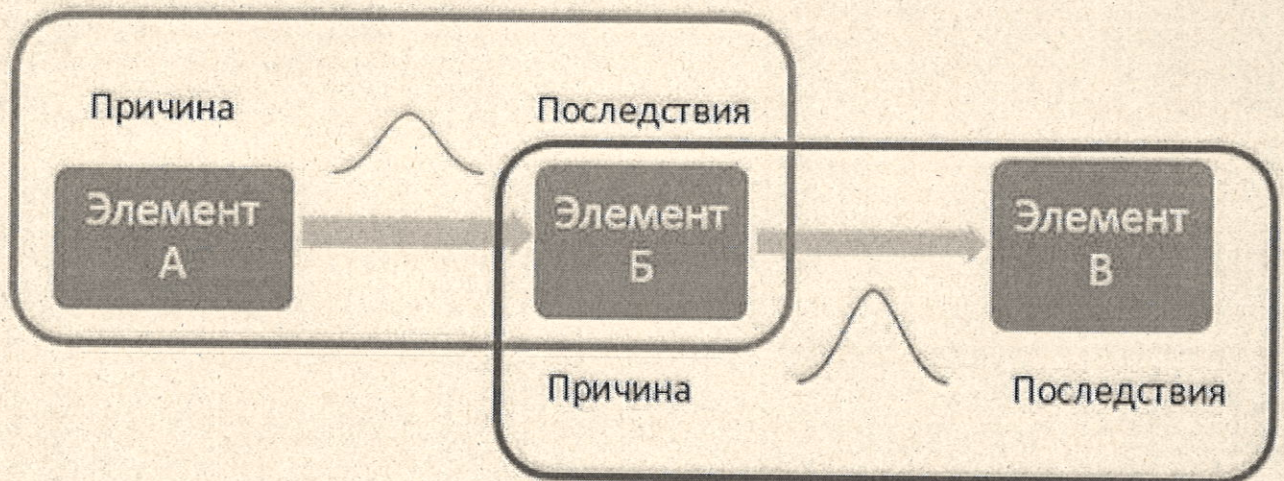 Причина
Последствия
Элемент
А
Элемент
Б
Элемент
В
Причина
Последствия